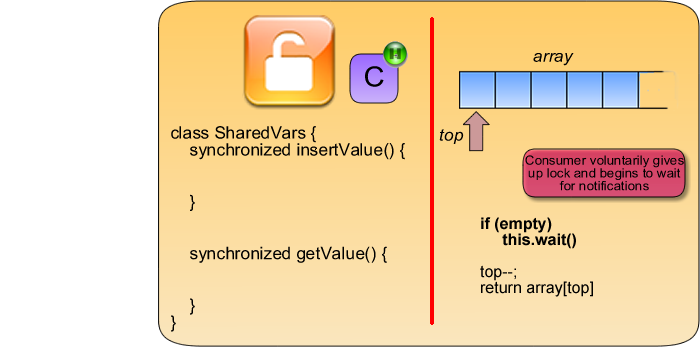 C
class SharedVars {
synchronized insertValue() {
}
synchronized getValue() {
}
}
array
top
Consumer voluntarily gives
up lock and begins to wait
for notifications
if (empty)
this.wait()
top--;
return array[top]